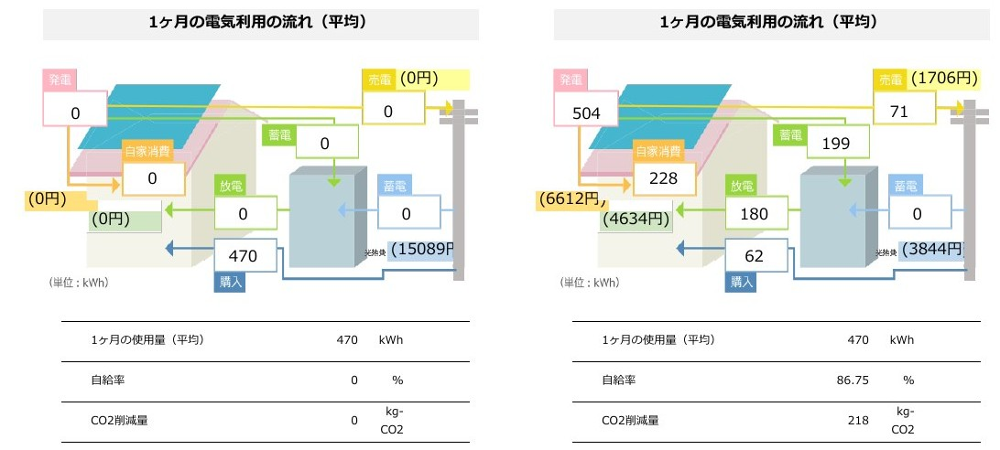 1ヶ月の電気利用の流れ（平均）
発電
0
売電
(0円)
0
蓄電
0
自家消費
0
(0円)
(0円)
放電
0
蓄電
0
470
購入
光熱費
(15089円
(単位 ; kWh)
1ヶ月の使用量（平均）
470 kWh
自給率
0 %
CO2削減量
0 kg-
CO2
1ヶ月の電気利用の流れ（平均）
発電
504
売電
(1706円)
71
蓄電
199
自家消費
228
(6612円)
(4634円)
放電
180
蓄電
0
62
購入
光熱費
(3844円)
(単位 ; kWh)
1ヶ月の使用量（平均）
470 kWh
自給率
86.75 %
CO2削減量
218 kg-
CO2